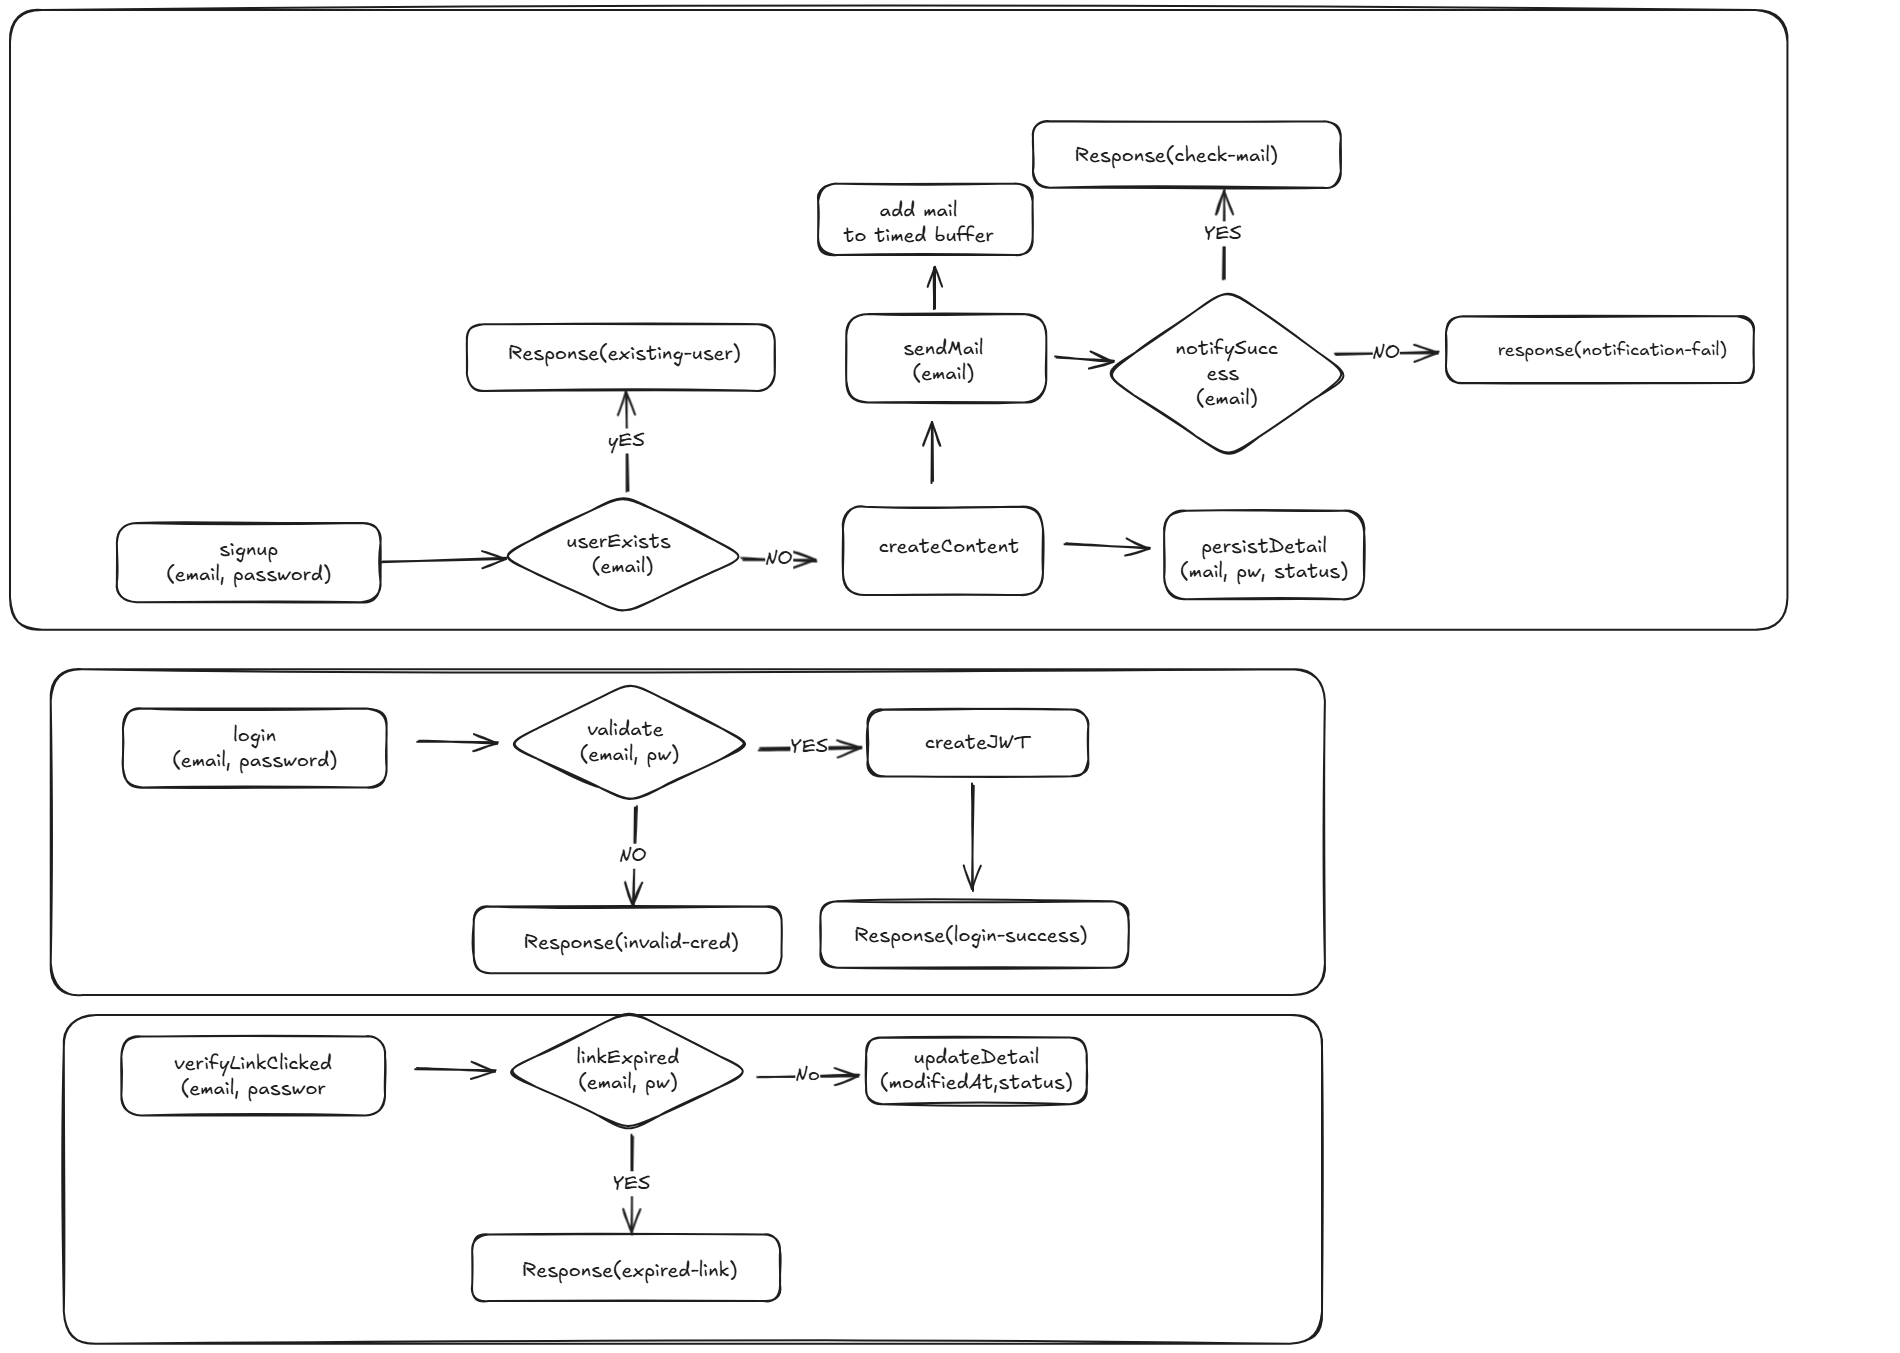 Response(check-mail)
add mail
to timed buffer
YES
Response(existing-user)
sendMail
(email)
notifySucc
ess
(email)
NO
response(notification-fail)
yES
signup
(email, password)
userExists
(email)
NO
createContent
persistDetail
(mail, pw, status)
login
(email, password)
validate
(email, pw)
YES
createJWT
NO
Response(invalid-cred)
Response(login-success)
verifyLinkClicked
(email, passwor
linkExpired
(email, pw)
No
updateDetail
(modifiedAt,status)
YES
Response(expired-link)